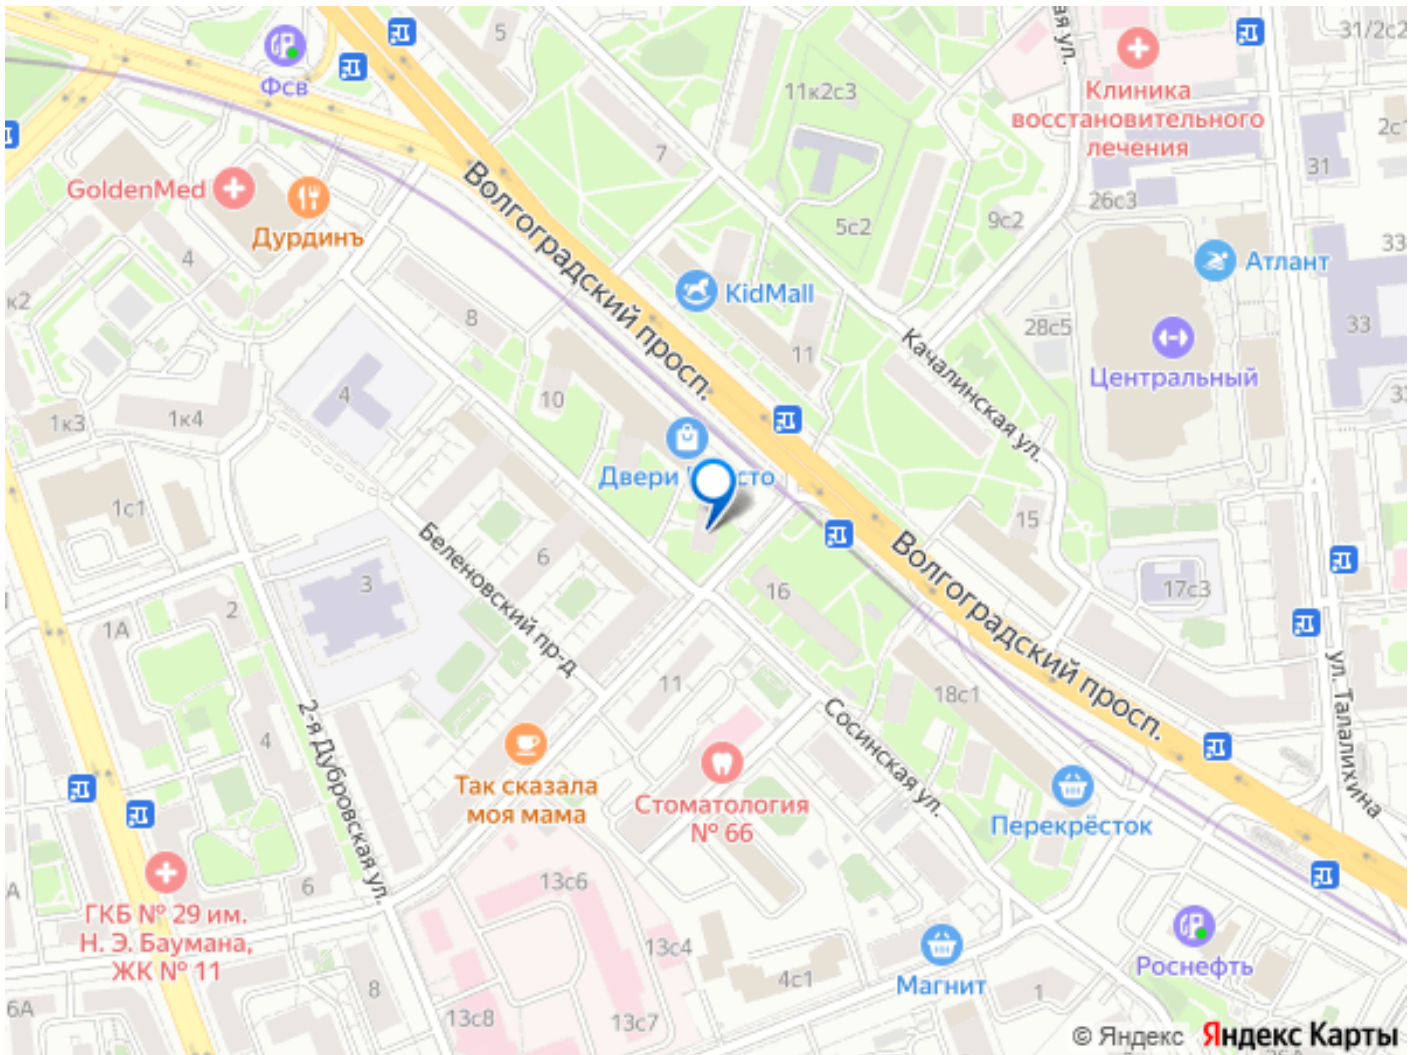 5
31/2с2
Фсв
Клиника
восстановительного
лечения
11к2с3
2с1
7
31
GoldenMed
Дурдинъ
26с3
9с2
5с2
4
33
Атлант
KidMall
к2
8
28с5
33
11
Волгоградский просп.
Качалинская ул.
Центральный
4
10
1к3
1к4
Двери
сто
1с1
15
Беленовский пр-д
6
Волгоградский просп.
17с3
3
16
2
1А
11
18с1
ул. Талалихина
4
2-я Дубровская ул.
Сосинская ул.
Так сказала
моя мама
Стоматология
№ 66
Перекрёсток
6
13с6
ГКБ № 29 им.
Н. Э. Баумана,
ЖК № 11
13с4
Роснефть
4с1
Магнит
8
1
6А
13с8
13с7
© Яндекс Яндекс Карты